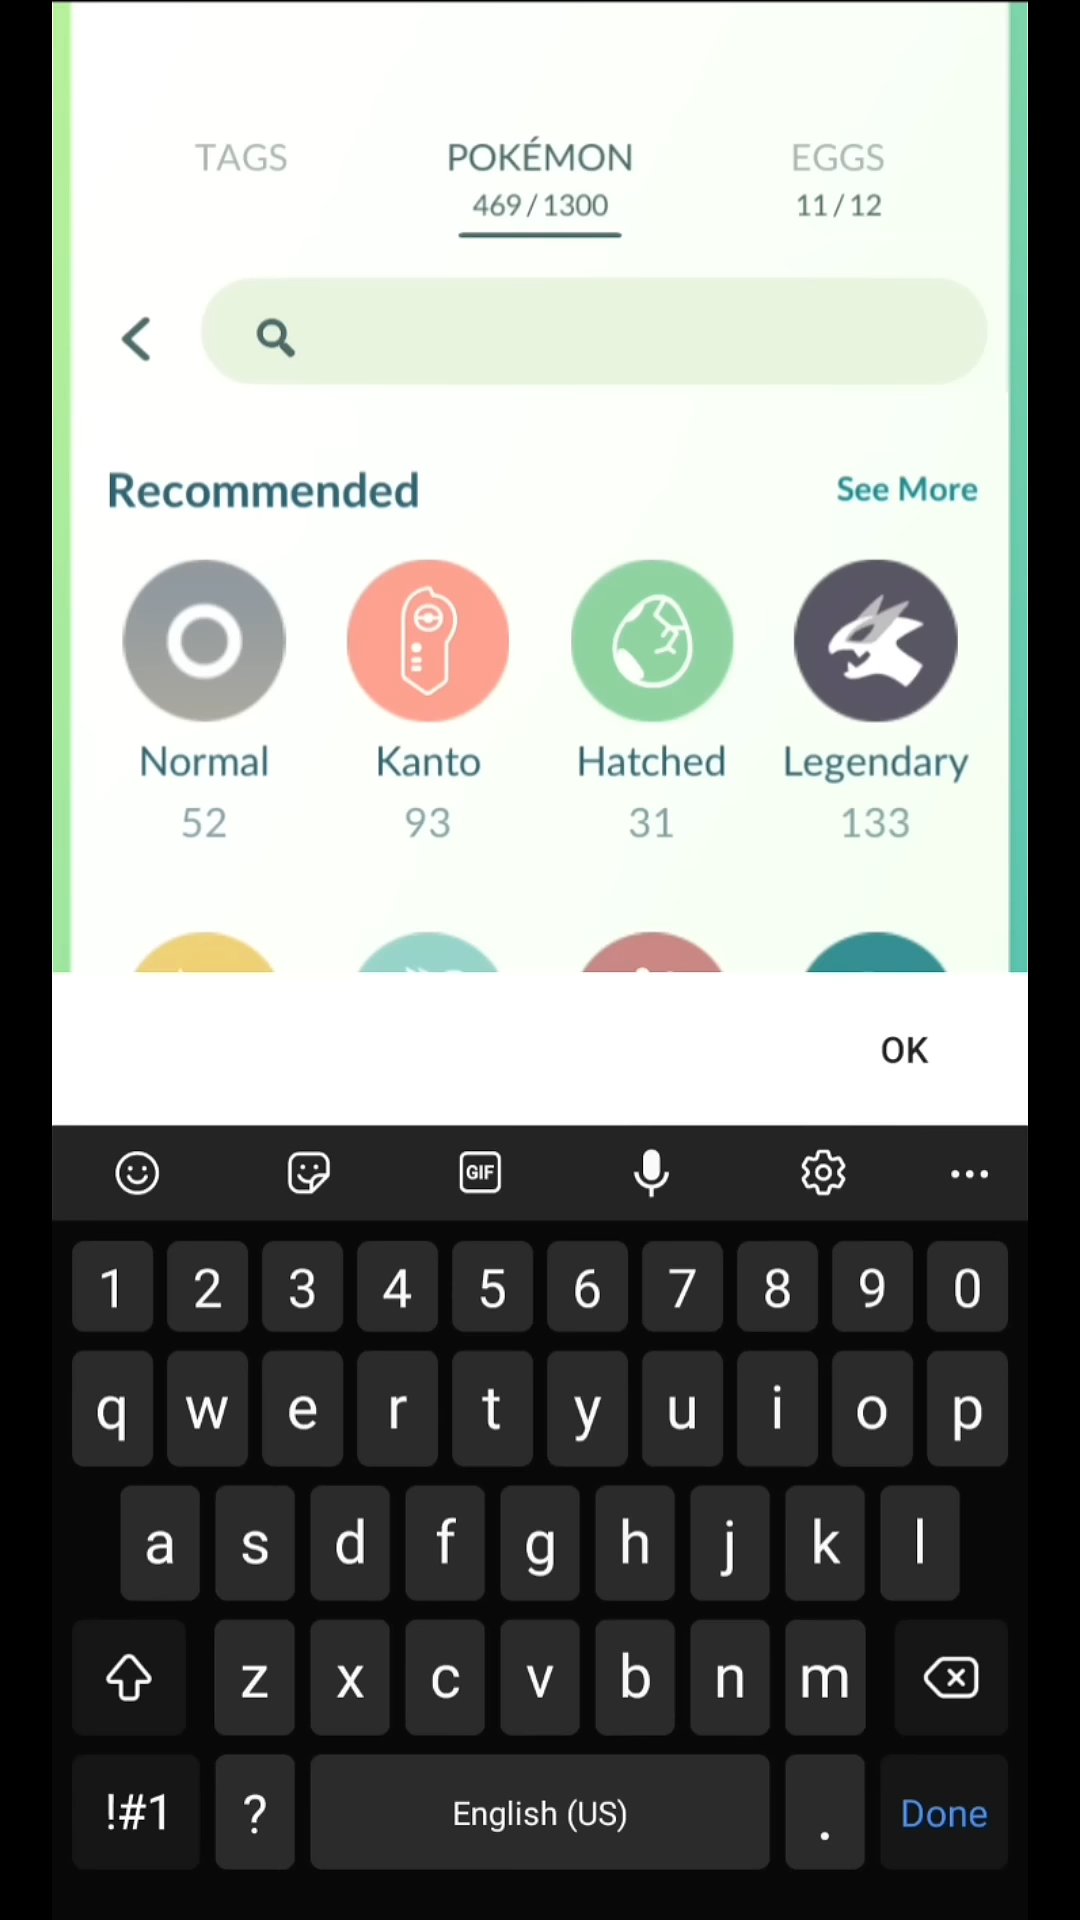 TAGS
POKÉMON
EGGS
469/1300
11/12
Recommended
See More
Normal
Kanto
Hatched
Legendary
52
93
31
133
OK
GIF
1 2 3 4 5 6 7 8 9 0
q w e r t y u i o p
a s d f g h j k l
z x c v b n m
!#1 ? English (US) . Done